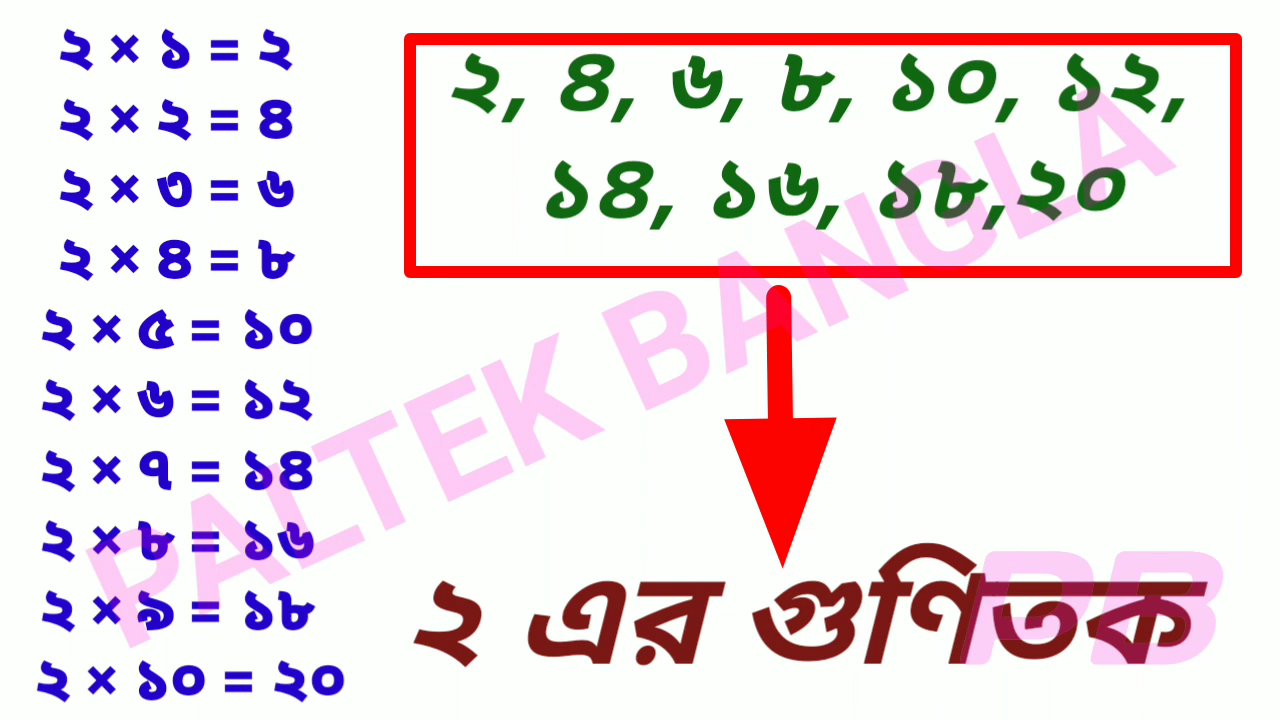 ২ × ১ = ২
২ × ২ = ৪
২ × ৩ = ৬
২ × ৪ = ৮
২ × ৫ = ১০
২ × ৬ = ১২
২ × ৭ = ১৪
২ × ৮ = ১৬
২ × ৯ = ১৮
২ × ১০ = ২০
২, ৪, ৬, ৮, ১০, ১২,
১৪, ১৬, ১৮,২০
২ এর গুণিতক
PALTEK BANGLA
PB